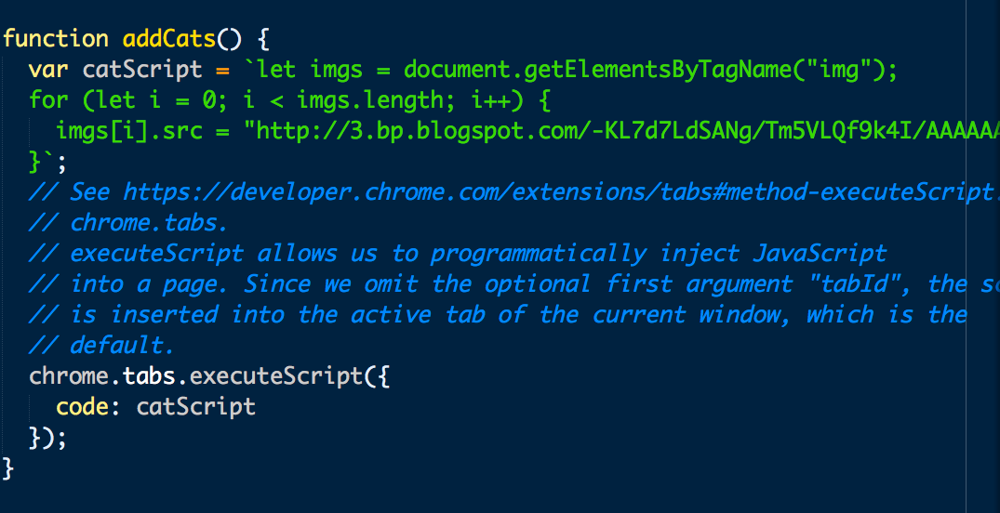 function addCats() {
var catScript = `let imgs = document.getElementsByTagName("img");
for (let i = 0; i < imgs.length; i++) {
imgs[i].src = "http://3.bp.blogspot.com/-KL7d7LdSANg/Tm5VLQf9k4I/AAAAAA
}`;
// See https://developer.chrome.com/extensions/tabs#method-executeScript.
// chrome.tabs.
// executeScript allows us to programmatically inject JavaScript
// into a page. Since we omit the optional first argument "tabId", the
// is inserted into the active tab of the current window, which is the
// default.
chrome.tabs.executeScript({
code: catScript
});
}